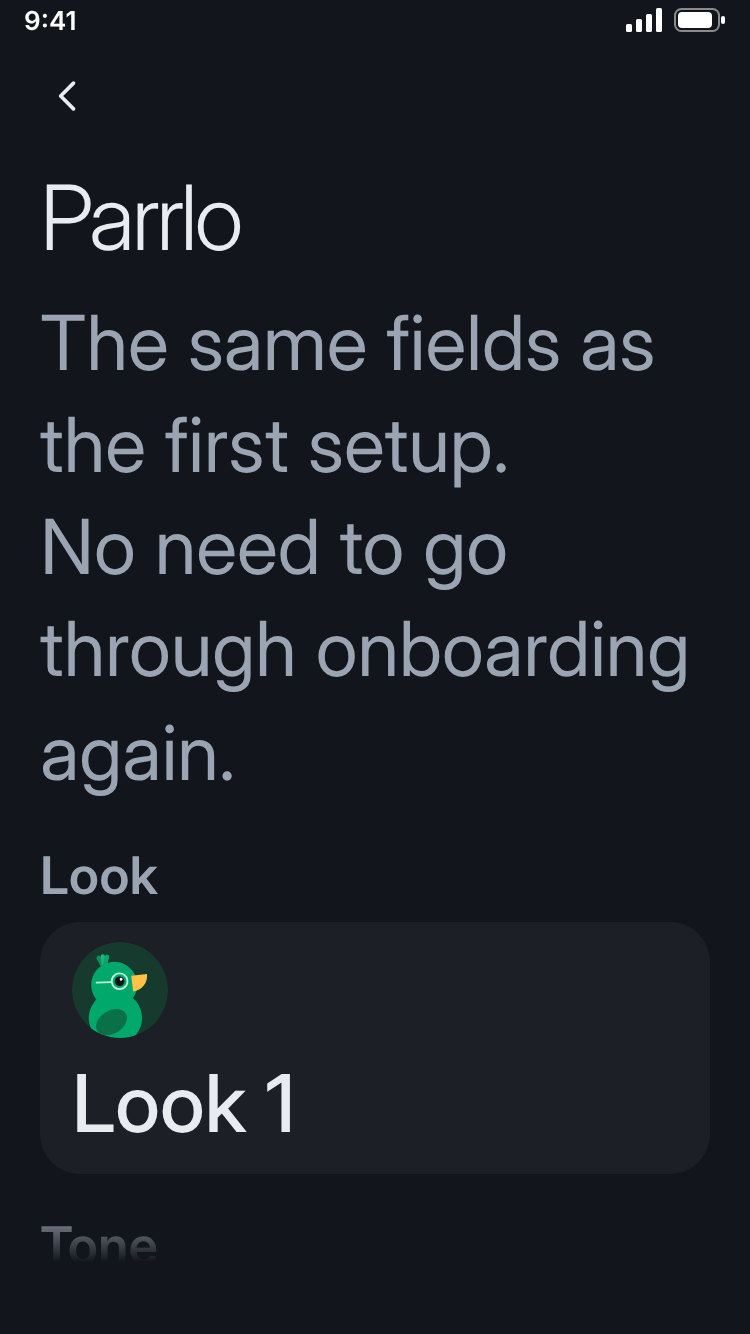 9:41
Parrlo
The same fields as
the first setup.
No need to go
through onboarding
again.
Look
Look 1
Tone